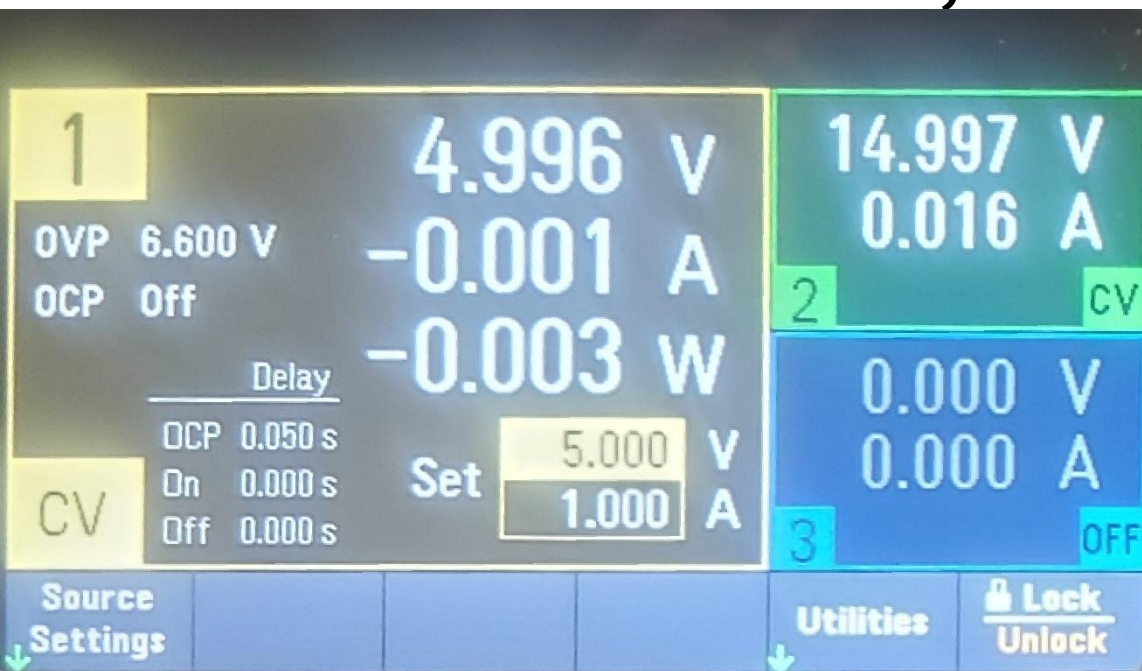 1
4.996 V
OVP 6.600 V
-0.001 A
OCP Off
-0.003 W
Delay
OCP 0.050 s
On 0.000 s
Off 0.000 s
Set 5.000 V
1.000 A
CV
14.997 V
0.016 A
2 CV
0.000 V
0.000 A
3 OFF
Source
Settings
Utilities
Lock
Unlock